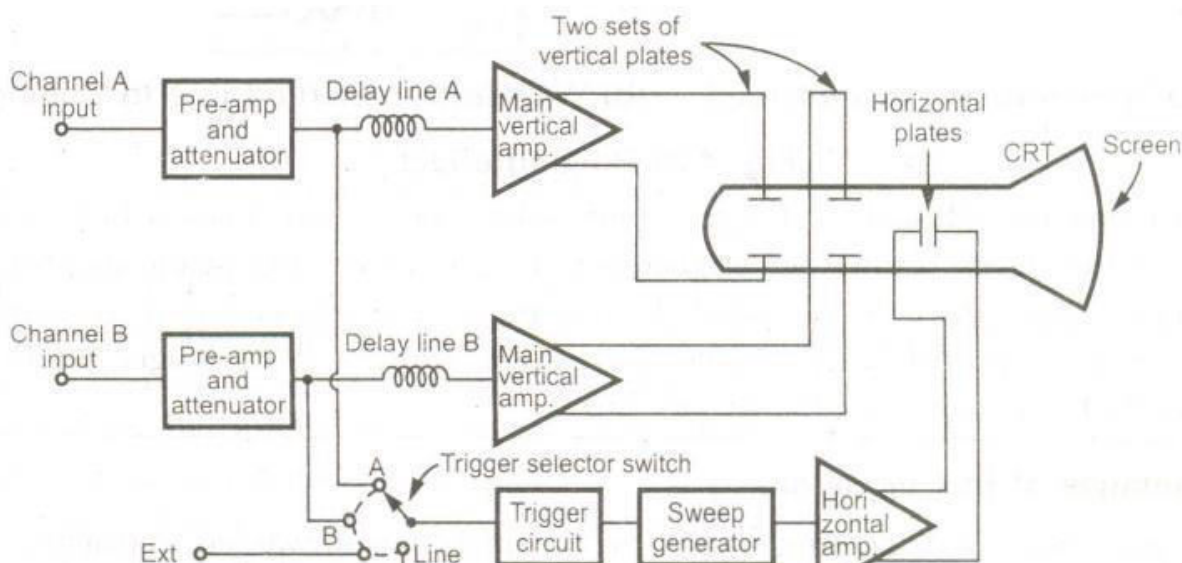 Two sets of
vertical plates
Channel A
input
Pre-amp
and
attenuator
Delay line A
Main
vertical
amp.
Horizontal
plates
CRT
Screen
Channel B
input
Pre-amp
and
attenuator
Delay line B
Main
vertical
amp.
A
Trigger selector switch
B
Ext
Line
Trigger
circuit
Sweep
generator
Hori
zontal
amp.